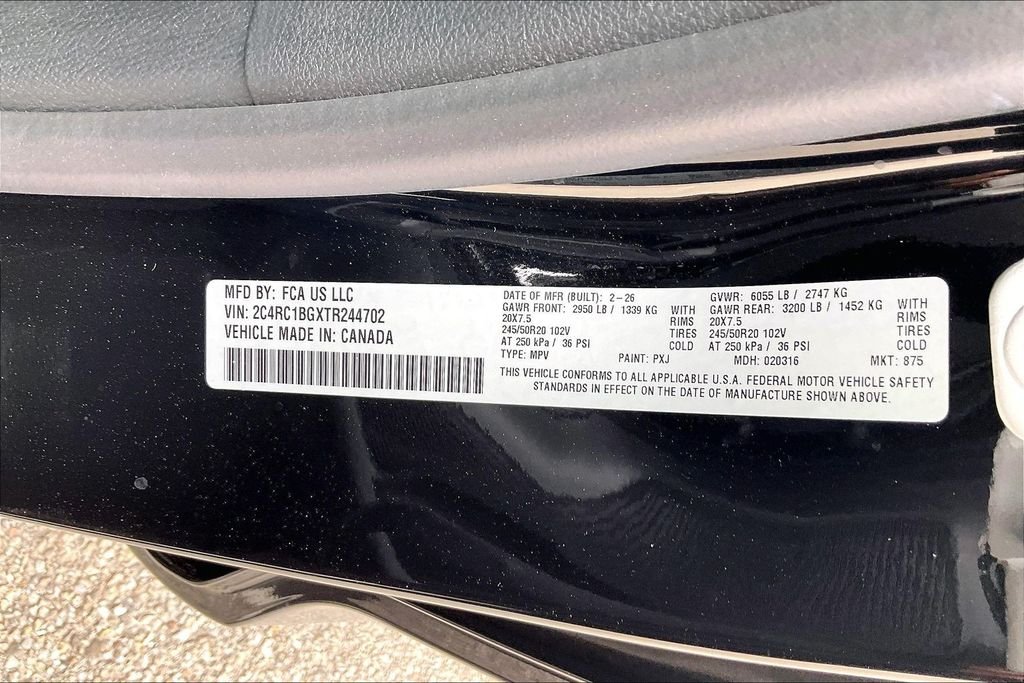 MFD BY: FCA US LLC
VIN: 2C4RC1BGXTR244702
VEHICLE MADE IN: CANADA
DATE OF MFR (BUILT): 2-26 GVWR: 6055 LB / 2747 KG
GAWR FRONT: 2950 LB / 1339 KG WITH GAWR REAR: 3200 LB / 1452 KG WITH
20X7.5 RIMS 20X7.5 RIMS
245/50R20 102V TIRES 245/50R20 102V TIRES
AT 250 kPa / 36 PSI COLD AT 250 kPa / 36 PSI COLD
TYPE: MPV PAINT: PXJ MDH: 020316 MKT: 875
THIS VEHICLE CONFORMS TO ALL APPLICABLE U.S.A. FEDERAL MOTOR VEHICLE SAFETY
STANDARDS IN EFFECT ON THE DATE OF MANUFACTURE SHOWN ABOVE.